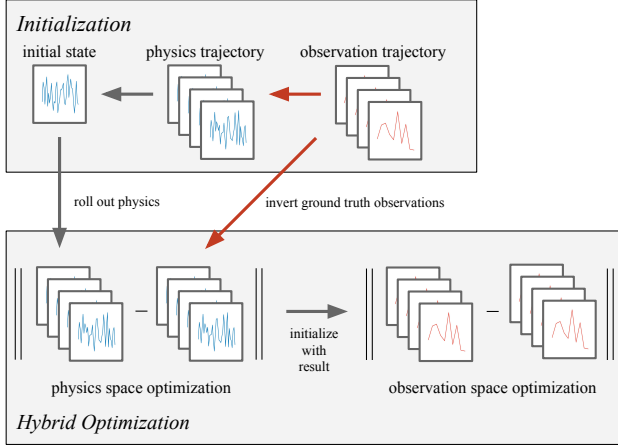 Initialization
initial state
physics trajectory
observation trajectory
roll out physics
invert ground truth observations
initialize
with
result
physics space optimization
observation space optimization
Hybrid Optimization